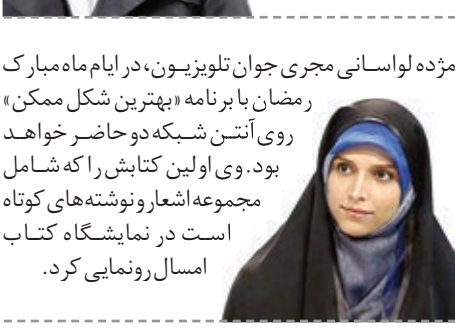 مژده لواسانی مجری جوان تلویزیون، در ایام ماه مبارک
رمضان با برنامه «بهترین شکل ممکن»
روی آنتن شبکه دو حاضر خواهد
بود. وی اولین کتابش را که شامل
مجموعه اشعار و نوشته‌های کوتاه
است در نمایشگاه کتاب
امسال رونمایی کرد.